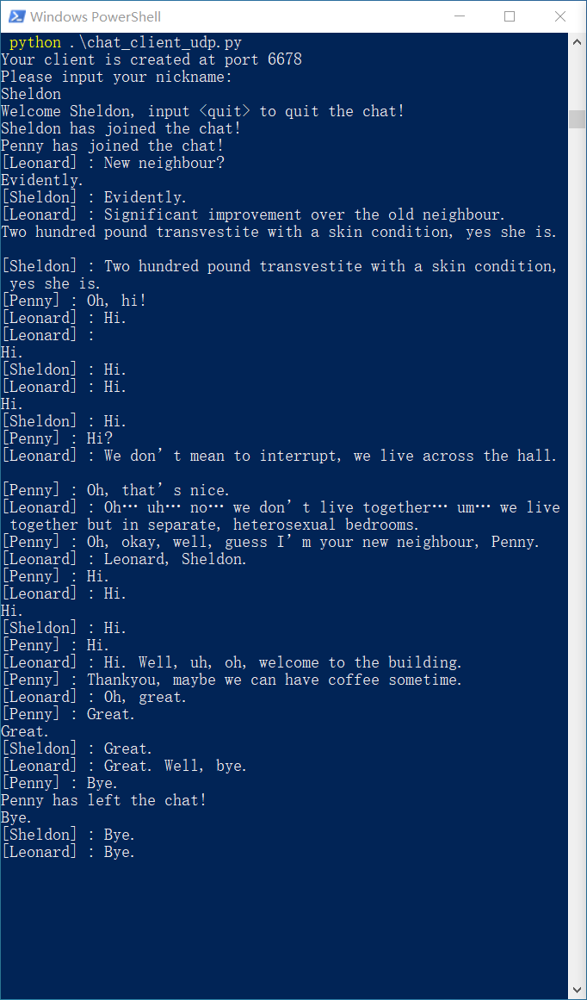 Windows PowerShell
python .\chat_client_udp.py
Your client is created at port 6678
Please input your nickname:
Sheldon
Welcome Sheldon, input <quit> to quit the chat!
Sheldon has joined the chat!
Penny has joined the chat!
[Leonard] : New neighbour?
Evidently.
[Sheldon] : Evidently.
[Leonard] : Significant improvement over the old neighbour.
Two hundred pound transvestite with a skin condition, yes she is.
[Sheldon] : Two hundred pound transvestite with a skin condition,
yes she is.
[Penny] : Oh, hi!
[Leonard] : Hi.
[Leonard] :
Hi.
[Sheldon] : Hi.
[Leonard] : Hi.
Hi.
[Sheldon] : Hi.
[Penny] : Hi?
[Leonard] : We don’t mean to interrupt, we live across the hall.
[Penny] : Oh, that’s nice.
[Leonard] : Oh… uh… no… we don’t live together… um… we live
together but in separate, heterosexual bedrooms.
[Penny] : Oh, okay, well, guess I’m your new neighbour, Penny.
[Leonard] : Leonard, Sheldon.
[Penny] : Hi.
[Leonard] : Hi.
Hi.
[Sheldon] : Hi.
[Penny] : Hi.
[Leonard] : Hi. Well, uh, oh, welcome to the building.
[Penny] : Thankyou, maybe we can have coffee sometime.
[Leonard] : Oh, great.
[Penny] : Great.
Great.
[Sheldon] : Great.
[Leonard] : Great. Well, bye.
[Penny] : Bye.
Penny has left the chat!
Bye.
[Sheldon] : Bye.
[Leonard] : Bye.